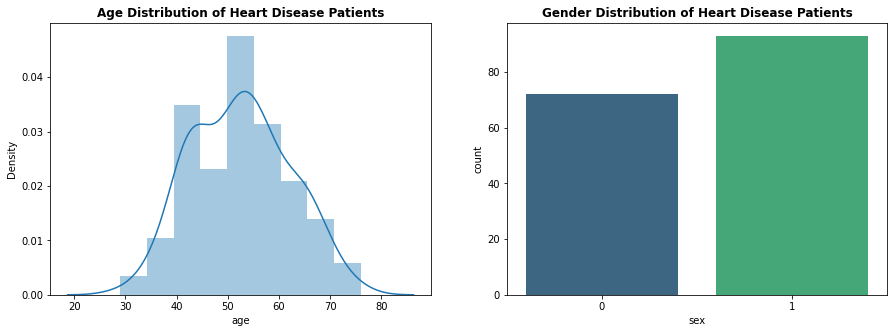 Age Distribution of Heart Disease Patients
0.04
0.03
0.02
0.01
0.00
Density
20 30 40 50 60 70 80
age
Gender Distribution of Heart Disease Patients
80
60
40
20
0
count
0 1
sex